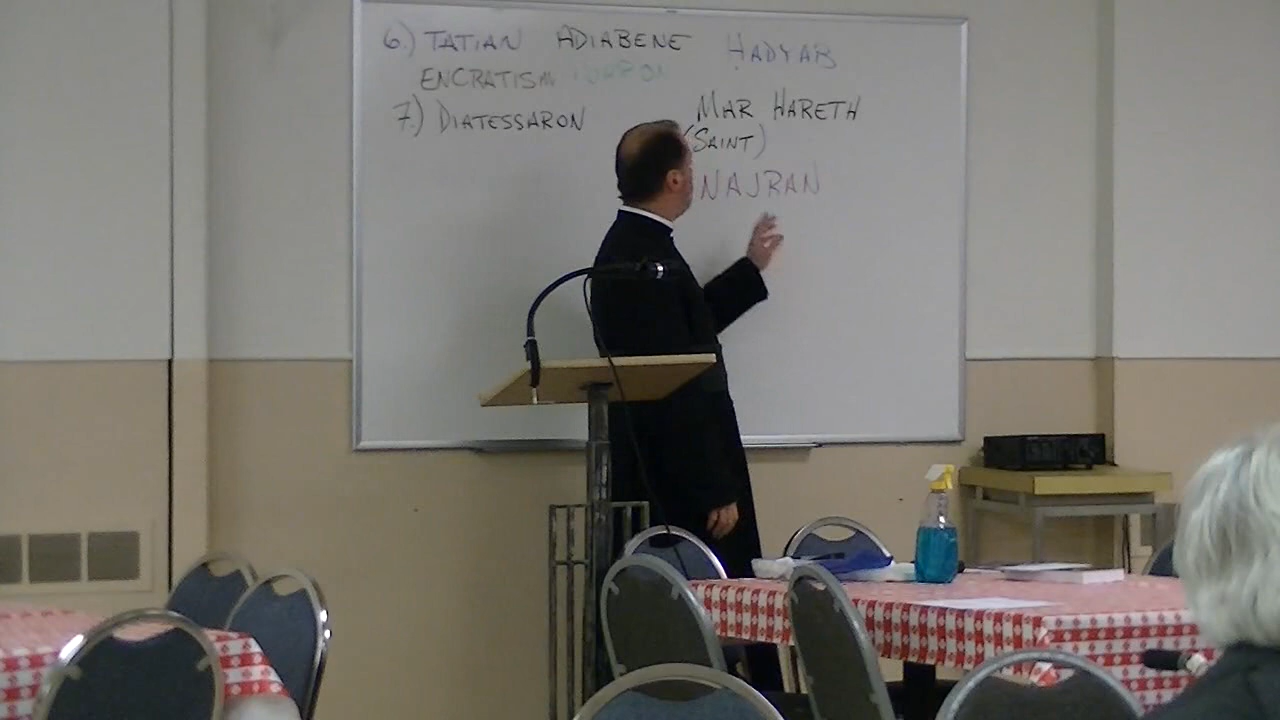 6.) TATIAN ADIABENE HADYAB
ENCRATISM
7.) DIATESSARON MAR HARETH
(SAINT)
NAJRAN